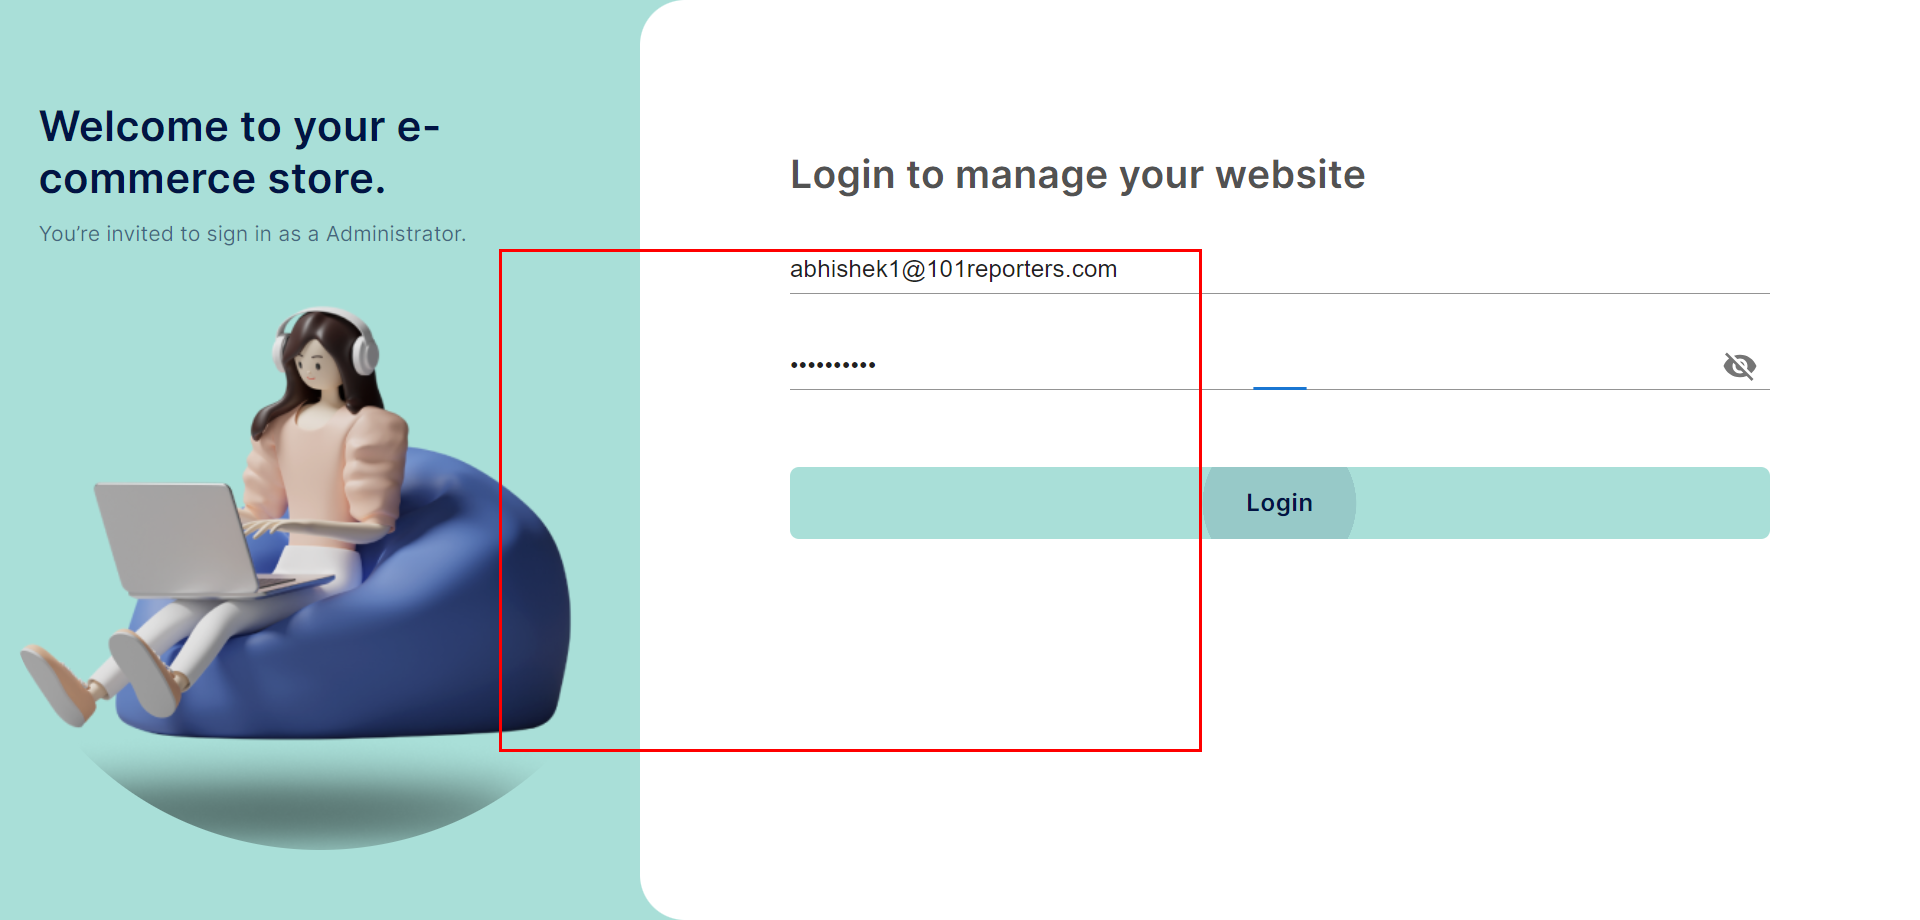 Welcome to your e-
commerce store.
You’re invited to sign in as a Administrator.
Login to manage your website
abhishek1@101reporters.com
••••••••••
Login